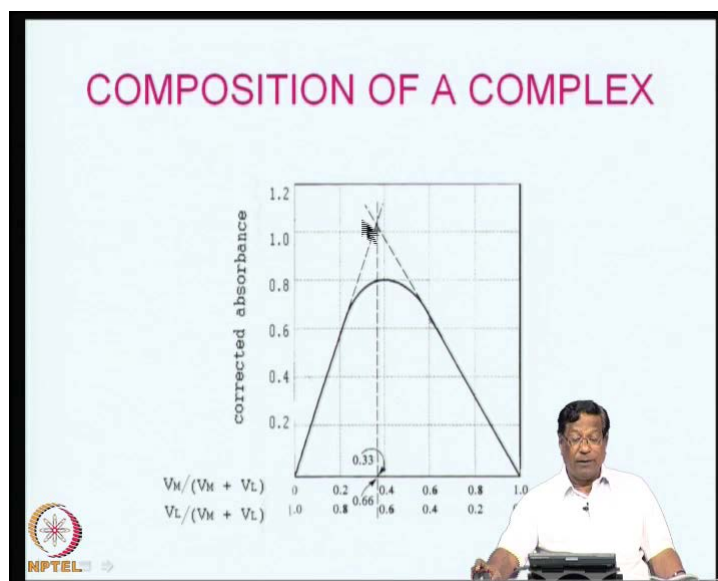 COMPOSITION OF A COMPLEX
corrected absorbance
1.2
1.0
0.8
0.6
0.4
0.2
0.33
0.66
VM/(VM + VL) 0 0.2 0.4 0.6 0.8 1.0
VL/(VM + VL) 1.0 0.8 0.6 0.4 0.2 0
NPTEL